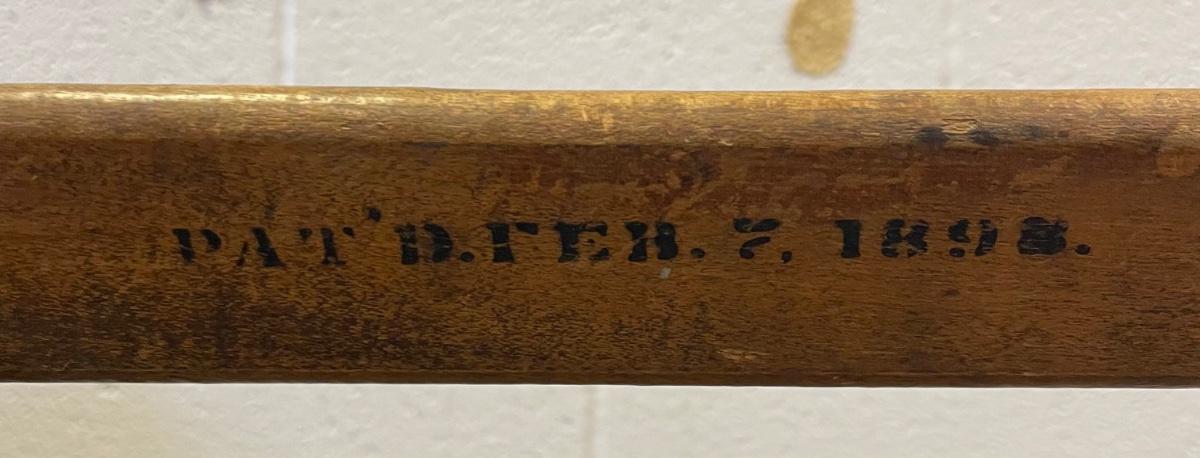 PAT'D. FEB. 7, 1898.